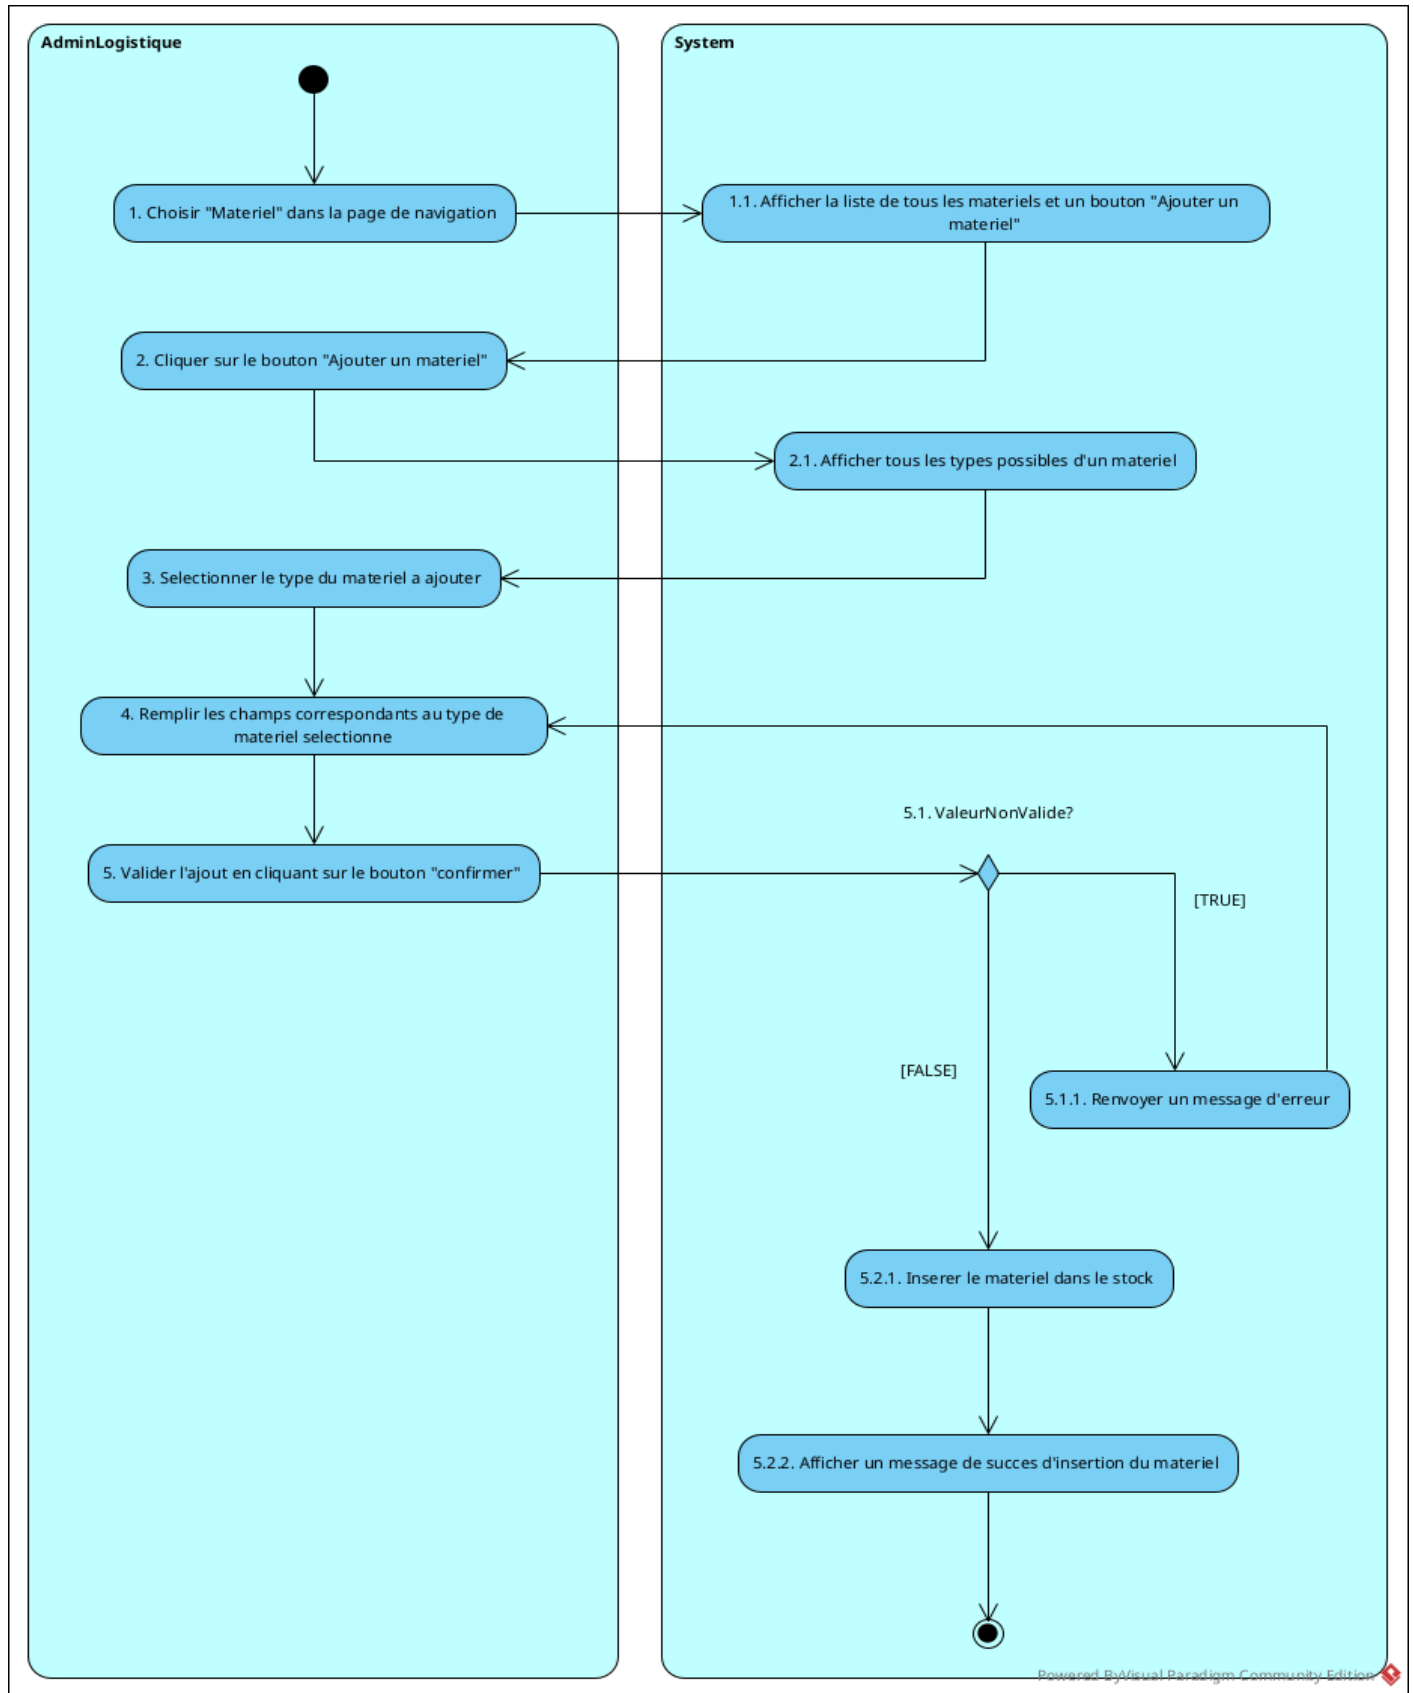 AdminLogistique
System
1. Choisir "Materiel" dans la page de navigation
1.1. Afficher la liste de tous les materiels et un bouton "Ajouter un
materiel"
2. Cliquer sur le bouton "Ajouter un materiel"
2.1. Afficher tous les types possibles d'un materiel
3. Selectionner le type du materiel a ajouter
4. Remplir les champs correspondants au type de
materiel selectionne
5.1. ValeurNonValide?
5. Valider l'ajout en cliquant sur le bouton "confirmer"
[TRUE]
[FALSE]
5.1.1. Renvoyer un message d'erreur
5.2.1. Inserer le materiel dans le stock
5.2.2. Afficher un message de succes d'insertion du materiel
Powered ByVisual Paradigm Community Edition